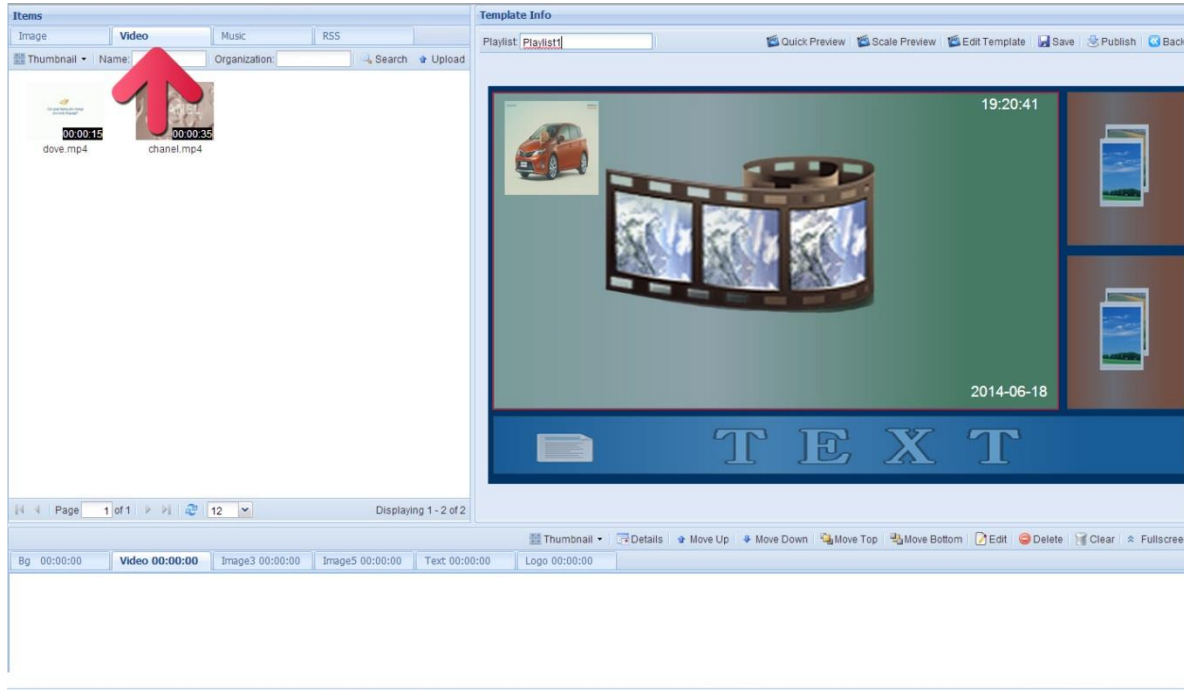 Items
Image Video Music RSS
Thumbnail Name: Organization: Search Upload
00:00:15 00:00:35
dove.mp4 chanel.mp4
Page 1 of 1 12 Displaying 1 - 2 of 2
Template Info
Playlist: Playlist1 Quick Preview Scale Preview Edit Template Save Publish Back
19:20:41
2014-06-18
TEXT
Thumbnail Details Move Up Move Down Move Top Move Bottom Edit Delete Clear Fullscree
Bg 00:00:00 Video 00:00:00 Image3 00:00:00 Image5 00:00:00 Text 00:00:00 Logo 00:00:00